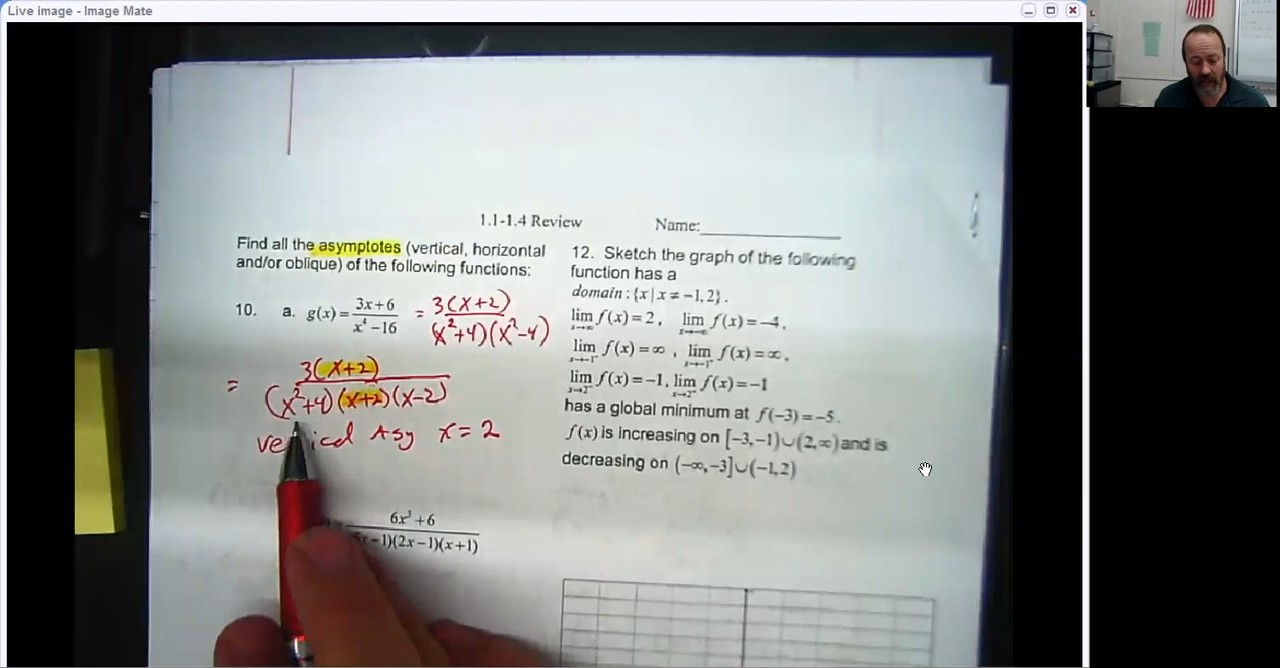 Live image - Image Mate
1.1-1.4 Review Name:
Find all the asymptotes (vertical, horizontal
and/or oblique) of the following functions:
10. a. g(x) = (3x+6)/(x⁴−16) = 3(x+2)/((x²+4)(x²−4))
= 3(x+2)/((x²+4)(x+2)(x−2))
Asy x = 2
6x³+6
−1)(2x−1)(x+1)
12. Sketch the graph of the following
function has a
domain: {x | x ≠ −1, 2}.
lim f(x) = 2, lim f(x) = −4,
lim f(x) = ∞, lim f(x) = ∞,
lim f(x) = −1, lim f(x) = −1
has a global minimum at f(−3) = −5.
f(x) is increasing on [−3,−1)∪(2,∞) and is
decreasing on (−∞,−3]∪(−1,2)